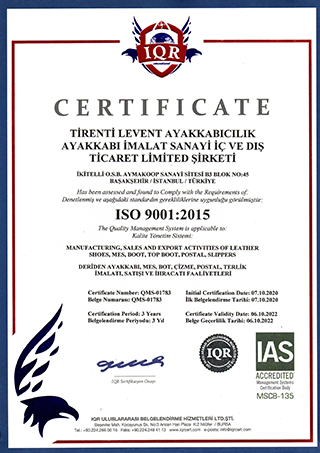 IQR
international
CERTIFICATE
TİRENTİ LEVENT AYAKKABICILIK
AYAKKABI İMALAT SANAYİ İÇ VE DIŞ
TİCARET LİMİTED ŞİRKETİ
İKİTELLİ O.S.B. AYMAKOOP SANAYİ SİTESİ B3 BLOK NO:45
BAŞAKŞEHİR / İSTANBUL / TÜRKİYE
Has been assessed and found to Comply with the Requirements of:
Denetlenmiş ve aşağıdaki standardın gerekliliklerine uygunluğu görülmüştür:
ISO 9001:2015
The Quality Management System is applicable to:
Kalite Yönetim Sistemi:
MANUFACTURING, SALES AND EXPORT ACTIVITIES OF LEATHER
SHOES, MES, BOOT, TOP BOOT, POSTAL, SLIPPERS
DERİDEN AYAKKABI, MES, BOT, ÇİZME, POSTAL, TERLİK
İMALATI, SATIŞI VE İHRACATI FAALİYETLERİ
Certificate Number: QMS-01783 Initial Certification Date: 07.10.2020
Belge Numarası: QMS-01783 İlk Belgelendirme Tarihi: 07.10.2020
Certification Period: 3 Years Certificate Validity Date: 06.10.2022
Belgelendirme Periyodu: 3 Yıl Belge Geçerlilik Tarihi: 06.10.2022
IQR Sertifikasyon Onayı
IQR
IAS
ACCREDITED
Management Systems
Certification Body
MSCB-135
IQR ULUSLARARASI BELGELENDİRME HİZMETLERİ LTD.ŞTİ.